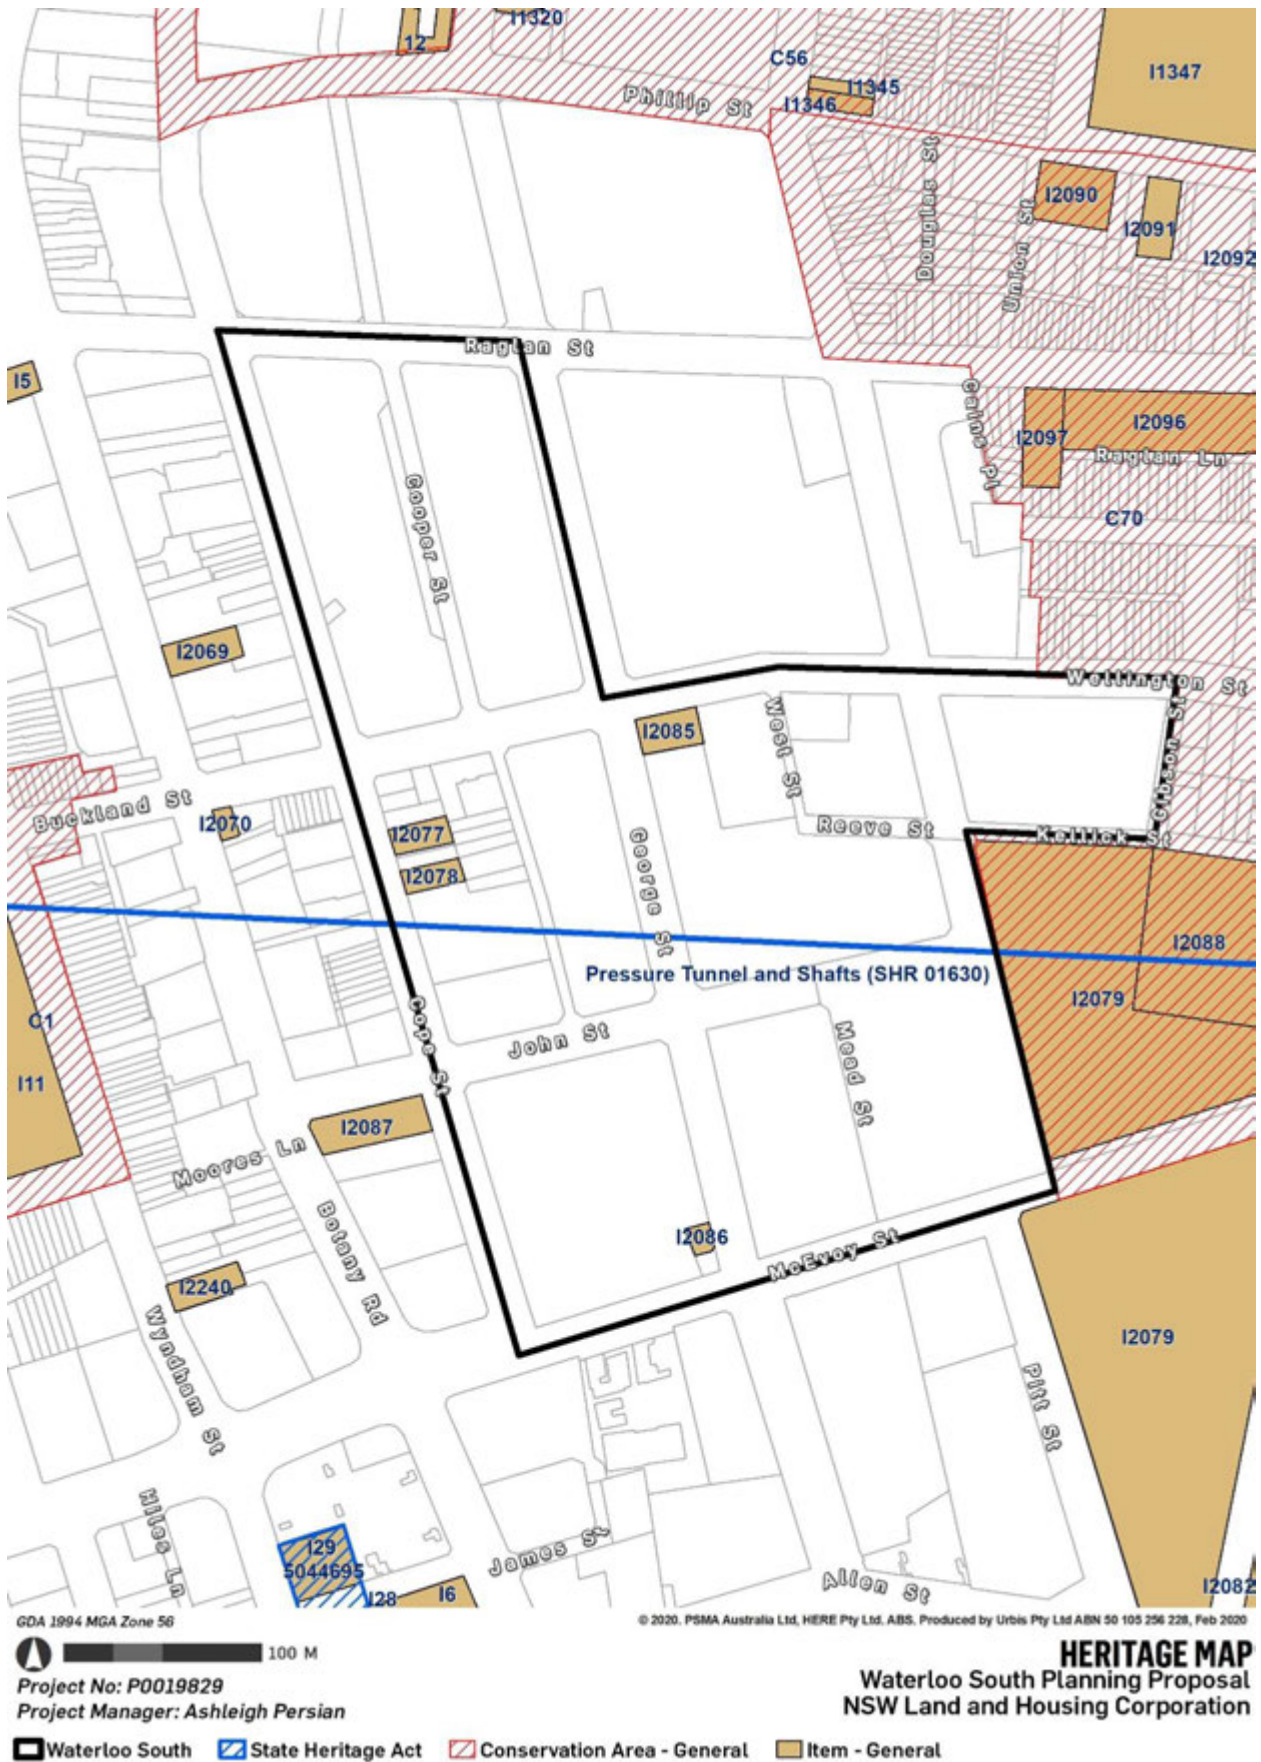 I1320
12
C56
I1347
I1345
I1346
Phillip St
Douglas St
Union St
I2090
I2091
I2092
Raglan St
I5
Cains Pl
I2096
I2097
Raglan Ln
C70
Cooper St
I2069
Wellington St
Gibson St
I2085
West St
Buckland St
I2070
I2077
I2078
George St
Reeve St
Kellick St
I2088
Pressure Tunnel and Shafts (SHR 01630)
I2079
C1
Cope St
John St
Mead St
I11
I2087
Moores Ln
Botany Rd
I2086
McEvoy St
I2240
Wyndham St
I2079
Pitt St
Hiles Ln
I29
5044695
James St
I28
I6
Allen St
I2082
GDA 1994 MGA Zone 56
© 2020. PSMA Australia Ltd, HERE Pty Ltd. ABS. Produced by Urbis Pty Ltd ABN 50 105 256 228, Feb 2020
100 M
HERITAGE MAP
Waterloo South Planning Proposal
NSW Land and Housing Corporation
Project No: P0019829
Project Manager: Ashleigh Persian
Waterloo South State Heritage Act Conservation Area - General Item - General